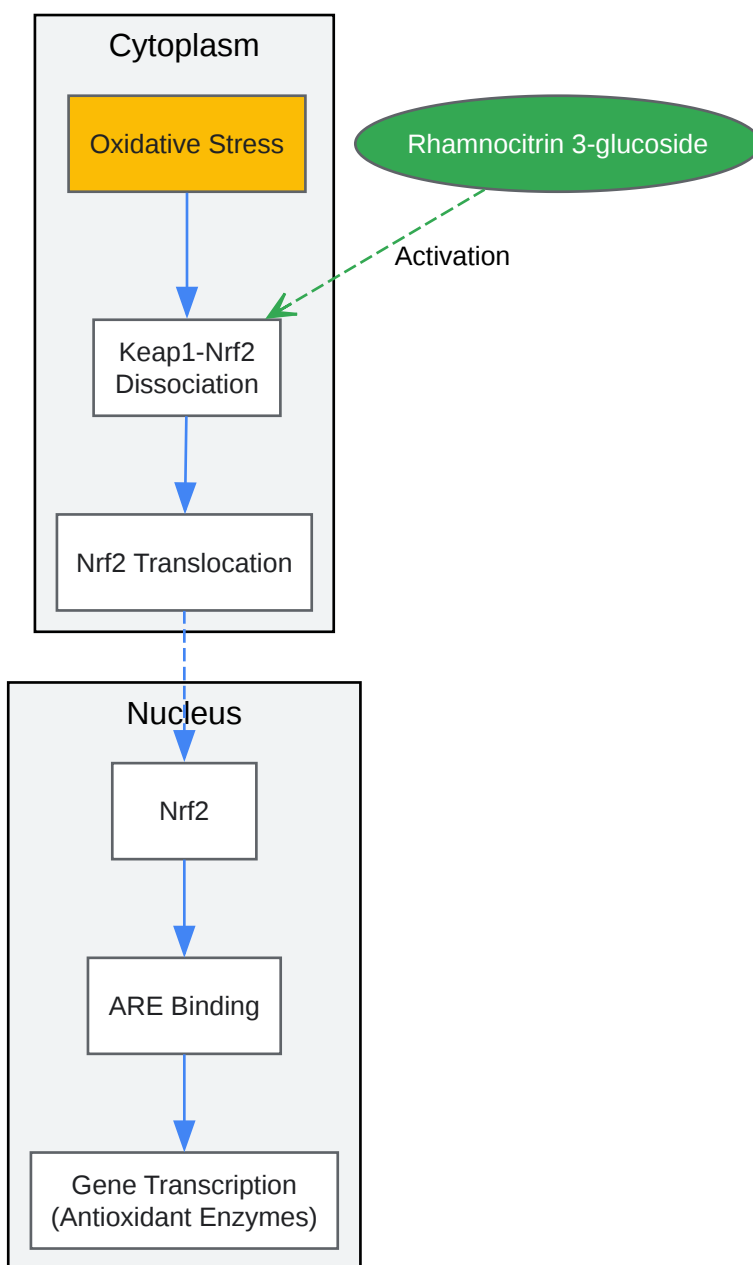 Cytoplasm
Oxidative Stress
Rhamnocitrin 3-glucoside
Activation
Keap1-Nrf2
Dissociation
Nrf2 Translocation
Nucleus
Nrf2
ARE Binding
Gene Transcription
(Antioxidant Enzymes)